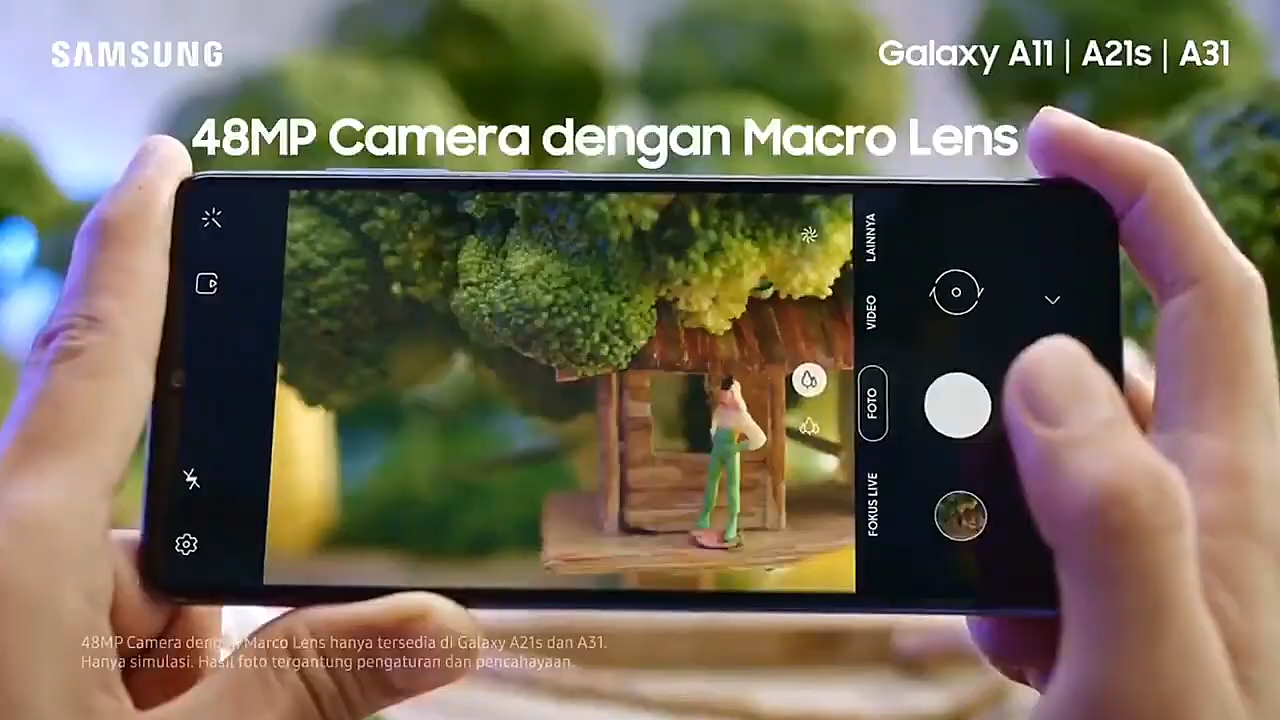 SAMSUNG
Galaxy A11 | A21s | A31
48MP Camera dengan Macro Lens
LAINNYA
VIDEO
FOTO
FOKUS LIVE
48MP Camera dengan Marco Lens hanya tersedia di Galaxy A21s dan A31.
Hanya simulasi. Hasil foto tergantung pengaturan dan pencahayaan.